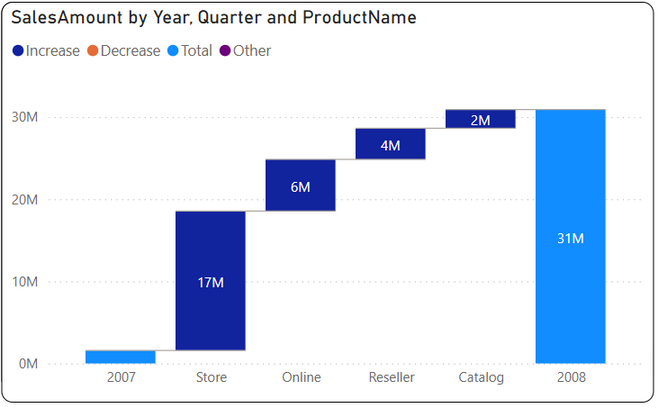 SalesAmount by Year, Quarter and ProductName
Increase Decrease Total Other
30M
20M
10M
0M
17M
6M
4M
2M
31M
2007 Store Online Reseller Catalog 2008